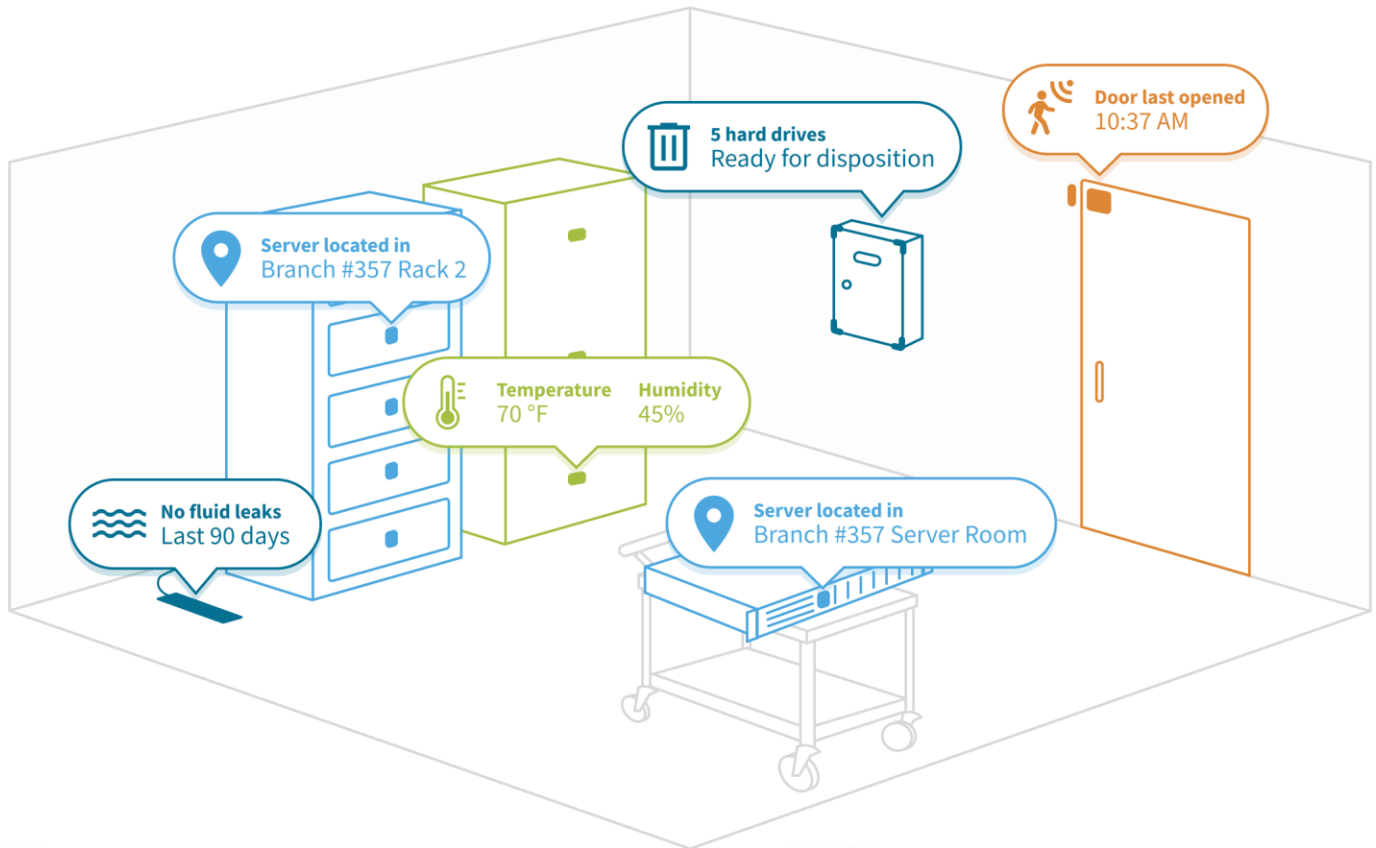 Door last opened
10:37 AM
5 hard drives
Ready for disposition
Server located in
Branch #357 Rack 2
Temperature
70 °F
Humidity
45%
No fluid leaks
Last 90 days
Server located in
Branch #357 Server Room